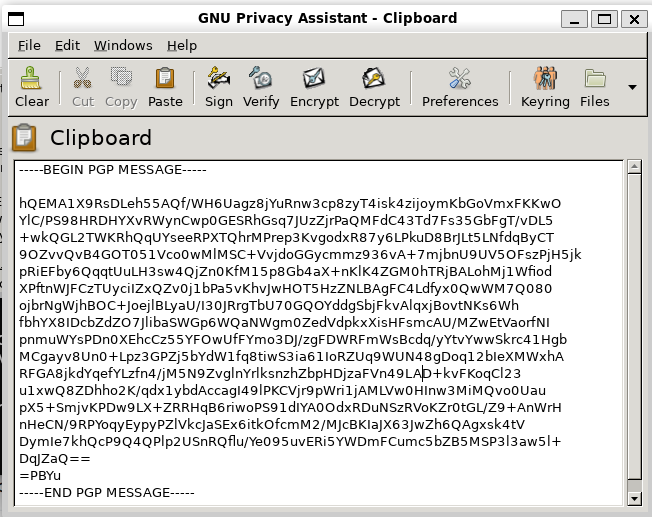 GNU Privacy Assistant - Clipboard
File Edit Windows Help
Clear Cut Copy Paste Sign Verify Encrypt Decrypt Preferences Keyring Files
Clipboard
-----BEGIN PGP MESSAGE-----
hQEMA1X9RsDLeh55AQf/WH6Uagz8jYuRnw3cp8zyT4isk4zijoymKbGoVmxFKKwO
YlC/PS98HRDHYXvRWynCwp0GESRhGsq7JUzZjrPaQMFdC43Td7Fs35GbFgT/vDL5
+wkQGL2TWKRhQqUYseeRPXTQhrMPrep3KvgodxR87y6LPkuD8BrJLt5LNfdqByCT
9OZvvQvB4GOT051Vco0wMlMSC+VvjdoGGycmmz936vA+7mjbnU9UV5OFszPjH5jk
pRiEFby6QqqtUuLH3sw4QjZn0KfM15p8Gb4aX+nKlK4ZGM0hTRjBALohMj1Wfiod
XPftnWJFCzTUyciIZxQZv0j1bPa5vKhvJwHOT5HzZNLBAgFC4Ldfyx0QwWM7Q080
ojbrNgWjhBOC+JoejlBLyaU/I30JRrgTbU70GQOYddgSbjFkvAlqxjBovtNKs6Wh
fbhYX8IDcbZdZO7JlibaSWGp6WQaNWgm0ZedVdpkxXisHFsmcAU/MZwEtVaorfNI
pnmuWYsPDn0XEhcCz55YFOwUfFYmo3DJ/zgFDWRFmWsBcdq/yYtvYwwSkrc41Hgb
MCgayv8Un0+Lpz3GPZj5bYdW1fq8tiwS3ia61IoRZUq9WUN48gDoq12bIeXMWxhA
RFGA8jkdYqefYLzfn4/jM5N9ZvglnYrlksnzhZbpHDjzaFVn49LAD+kvFKoqCl23
u1xwQ8ZDhho2K/qdx1ybdAccagI49lPKCVjr9pWri1jAMLVw0HInw3MiMQvo0Uau
pX5+SmjvKPDw9LX+ZRRHqB6riwoPS91dIYA0OdxRDuNSzRVoKZr0tGL/Z9+AnWrH
nHeCN/9RPYoqyEypyPZlVkcJaSEx6itkOfcmM2/MJcBKIaJX63JwZh6QAgxsk4tV
DymIe7khQcP9Q4QPlp2USnRQflu/Ye095uvERi5YWDmFCumc5bZB5MSP3l3aw5l+
DqJZaQ==
=PBYu
-----END PGP MESSAGE-----